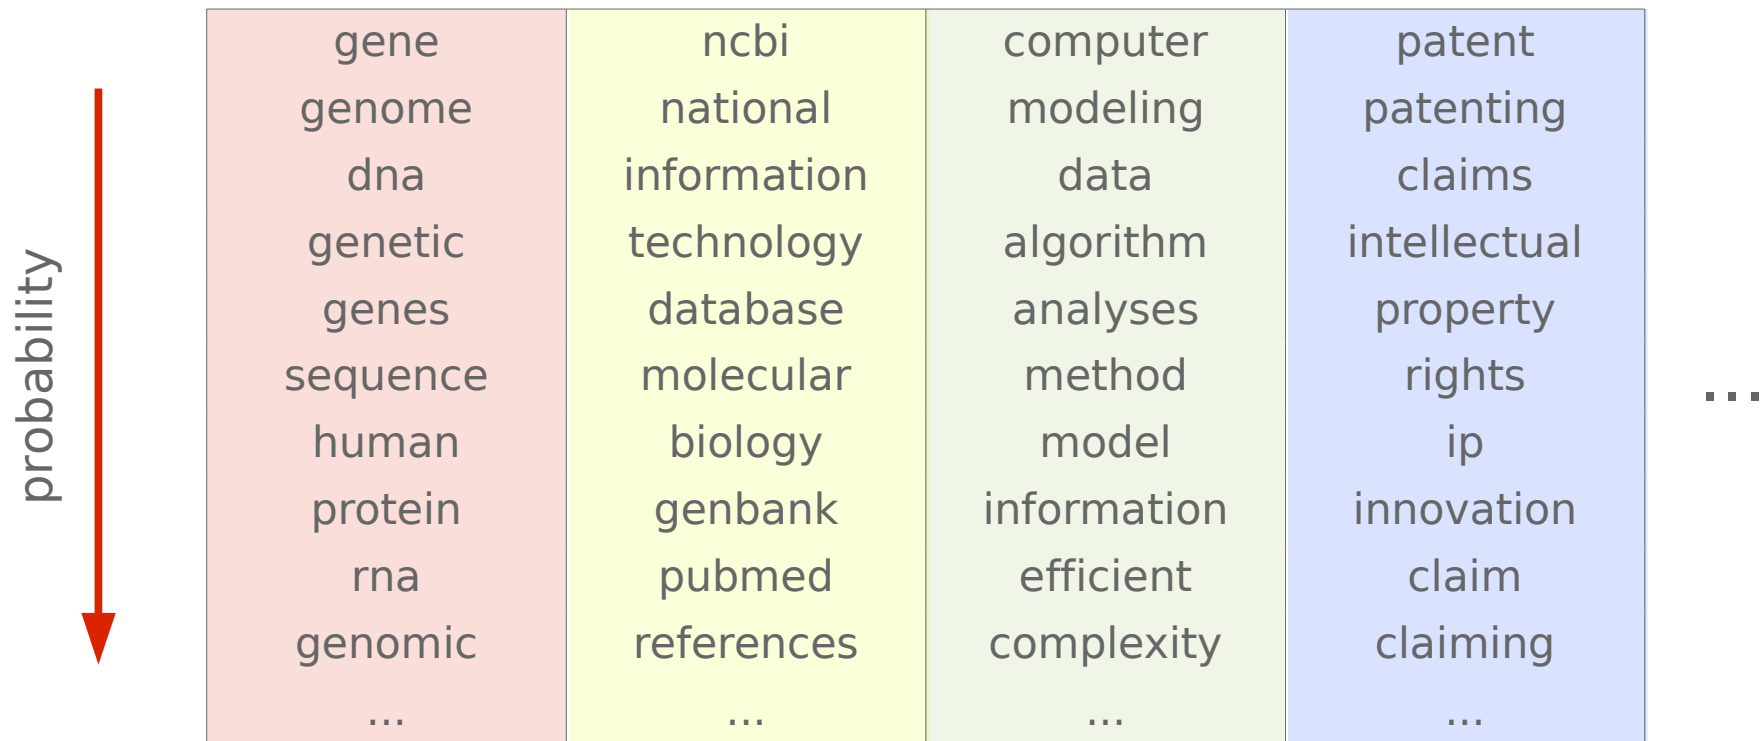 probability
gene ncbi computer patent
genome national modeling patenting
dna information data claims
genetic technology algorithm intellectual
genes database analyses property
sequence molecular method rights
human biology model ip
protein genbank information innovation
rna pubmed efficient claim
genomic references complexity claiming
... ... ... ...
...